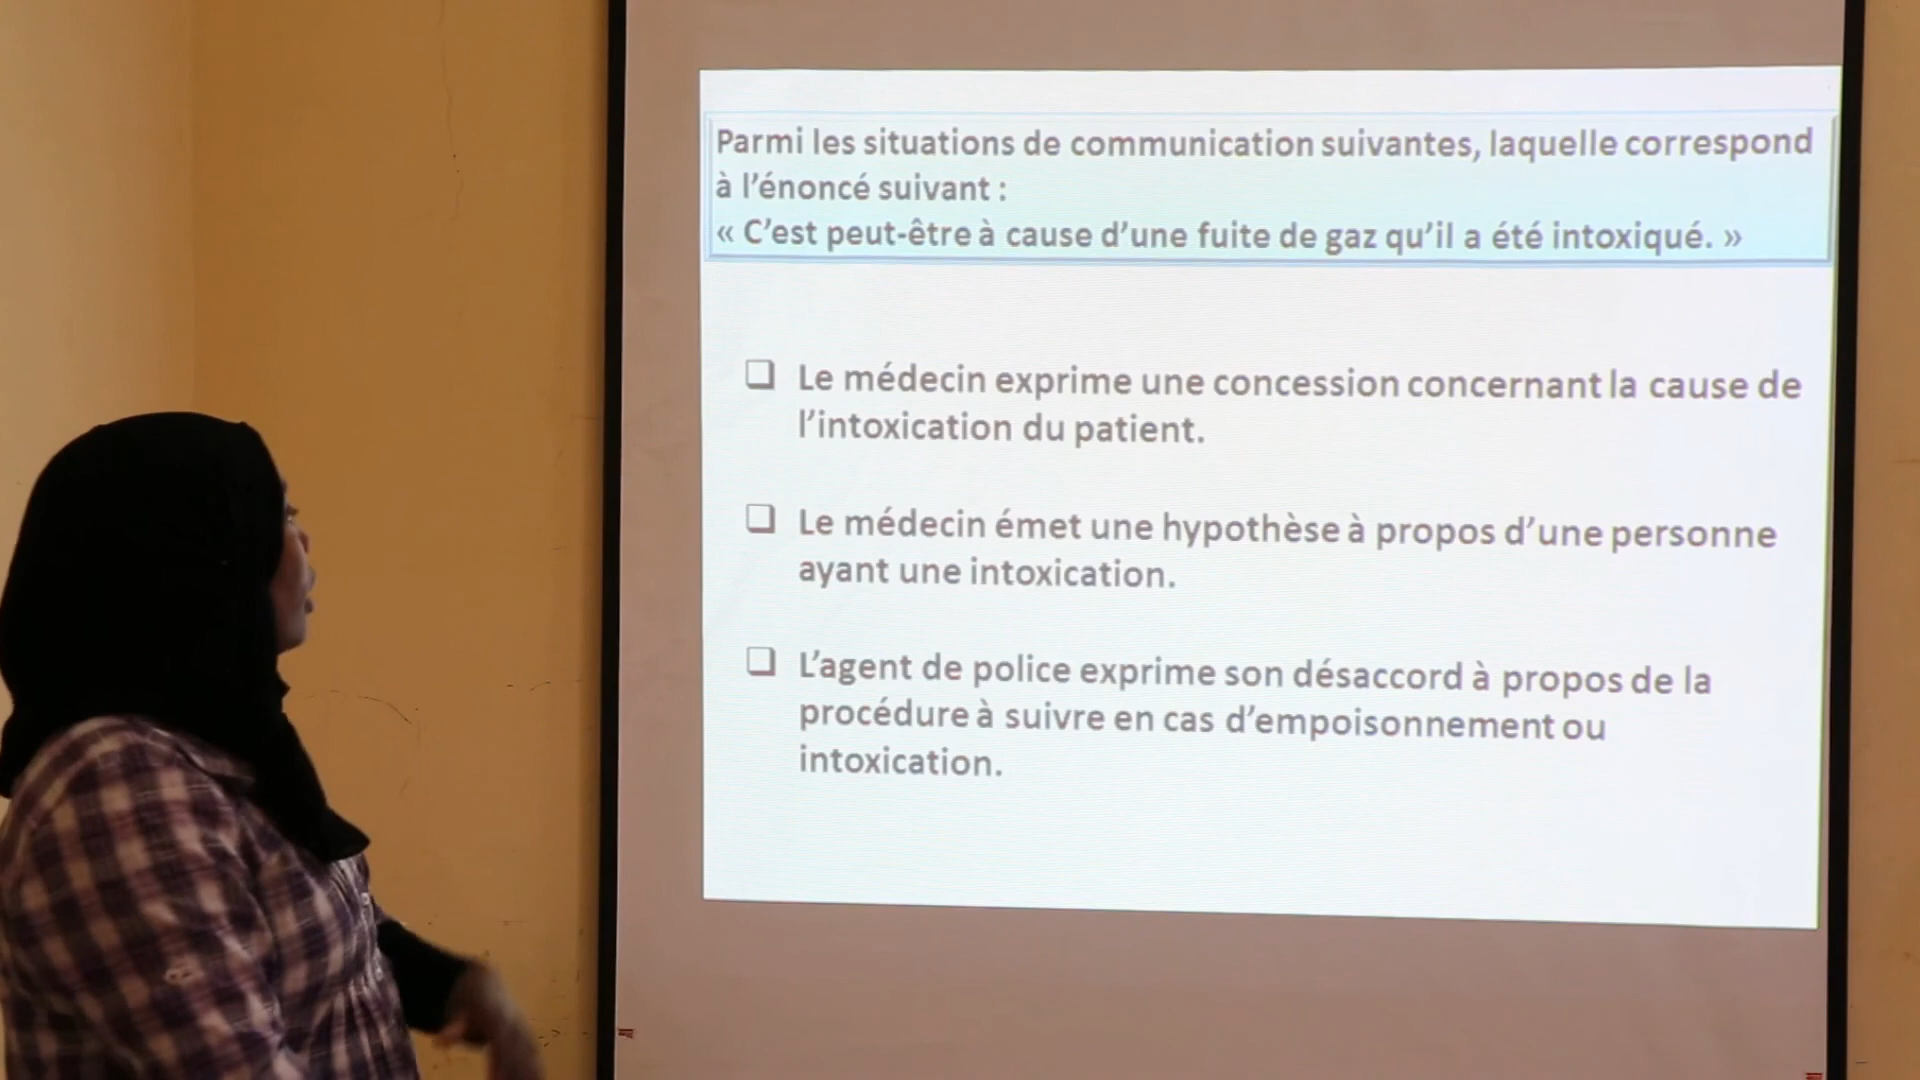 Parmi les situations de communication suivantes, laquelle correspond
à l'énoncé suivant :
« C'est peut-être à cause d'une fuite de gaz qu'il a été intoxiqué. »
❑ Le médecin exprime une concession concernant la cause de
l'intoxication du patient.
❑ Le médecin émet une hypothèse à propos d'une personne
ayant une intoxication.
❑ L'agent de police exprime son désaccord à propos de la
procédure à suivre en cas d'empoisonnement ou
intoxication.